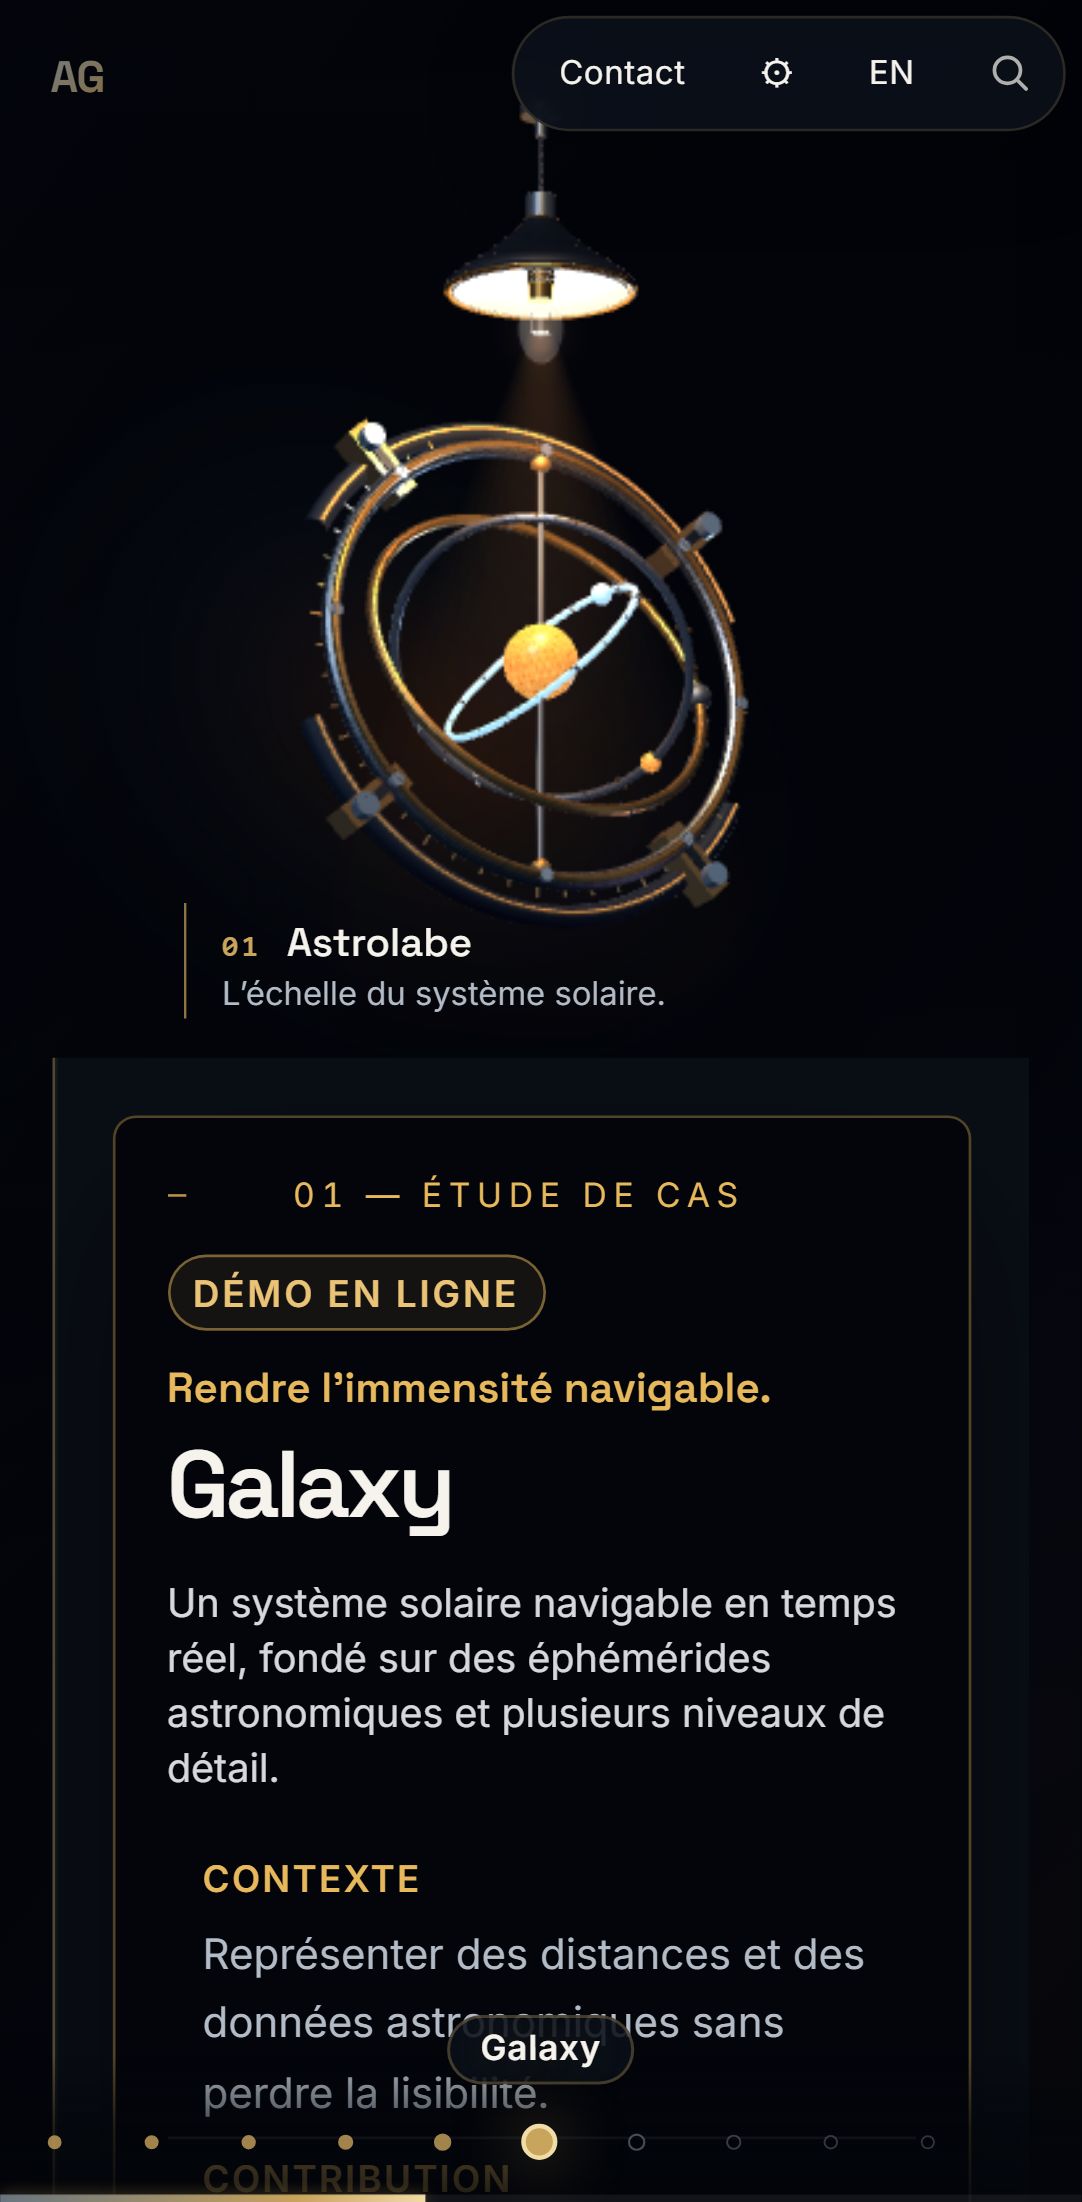 AG
Contact EN
01 Astrolabe
L’échelle du système solaire.
— 01 — ÉTUDE DE CAS
DÉMO EN LIGNE
Rendre l’immensité navigable.
Galaxy
Un système solaire navigable en temps
réel, fondé sur des éphémérides
astronomiques et plusieurs niveaux de
détail.
CONTEXTE
Représenter des distances et des
données astronomiques sans
Galaxy
perdre la lisibilité.
CONTRIBUTION